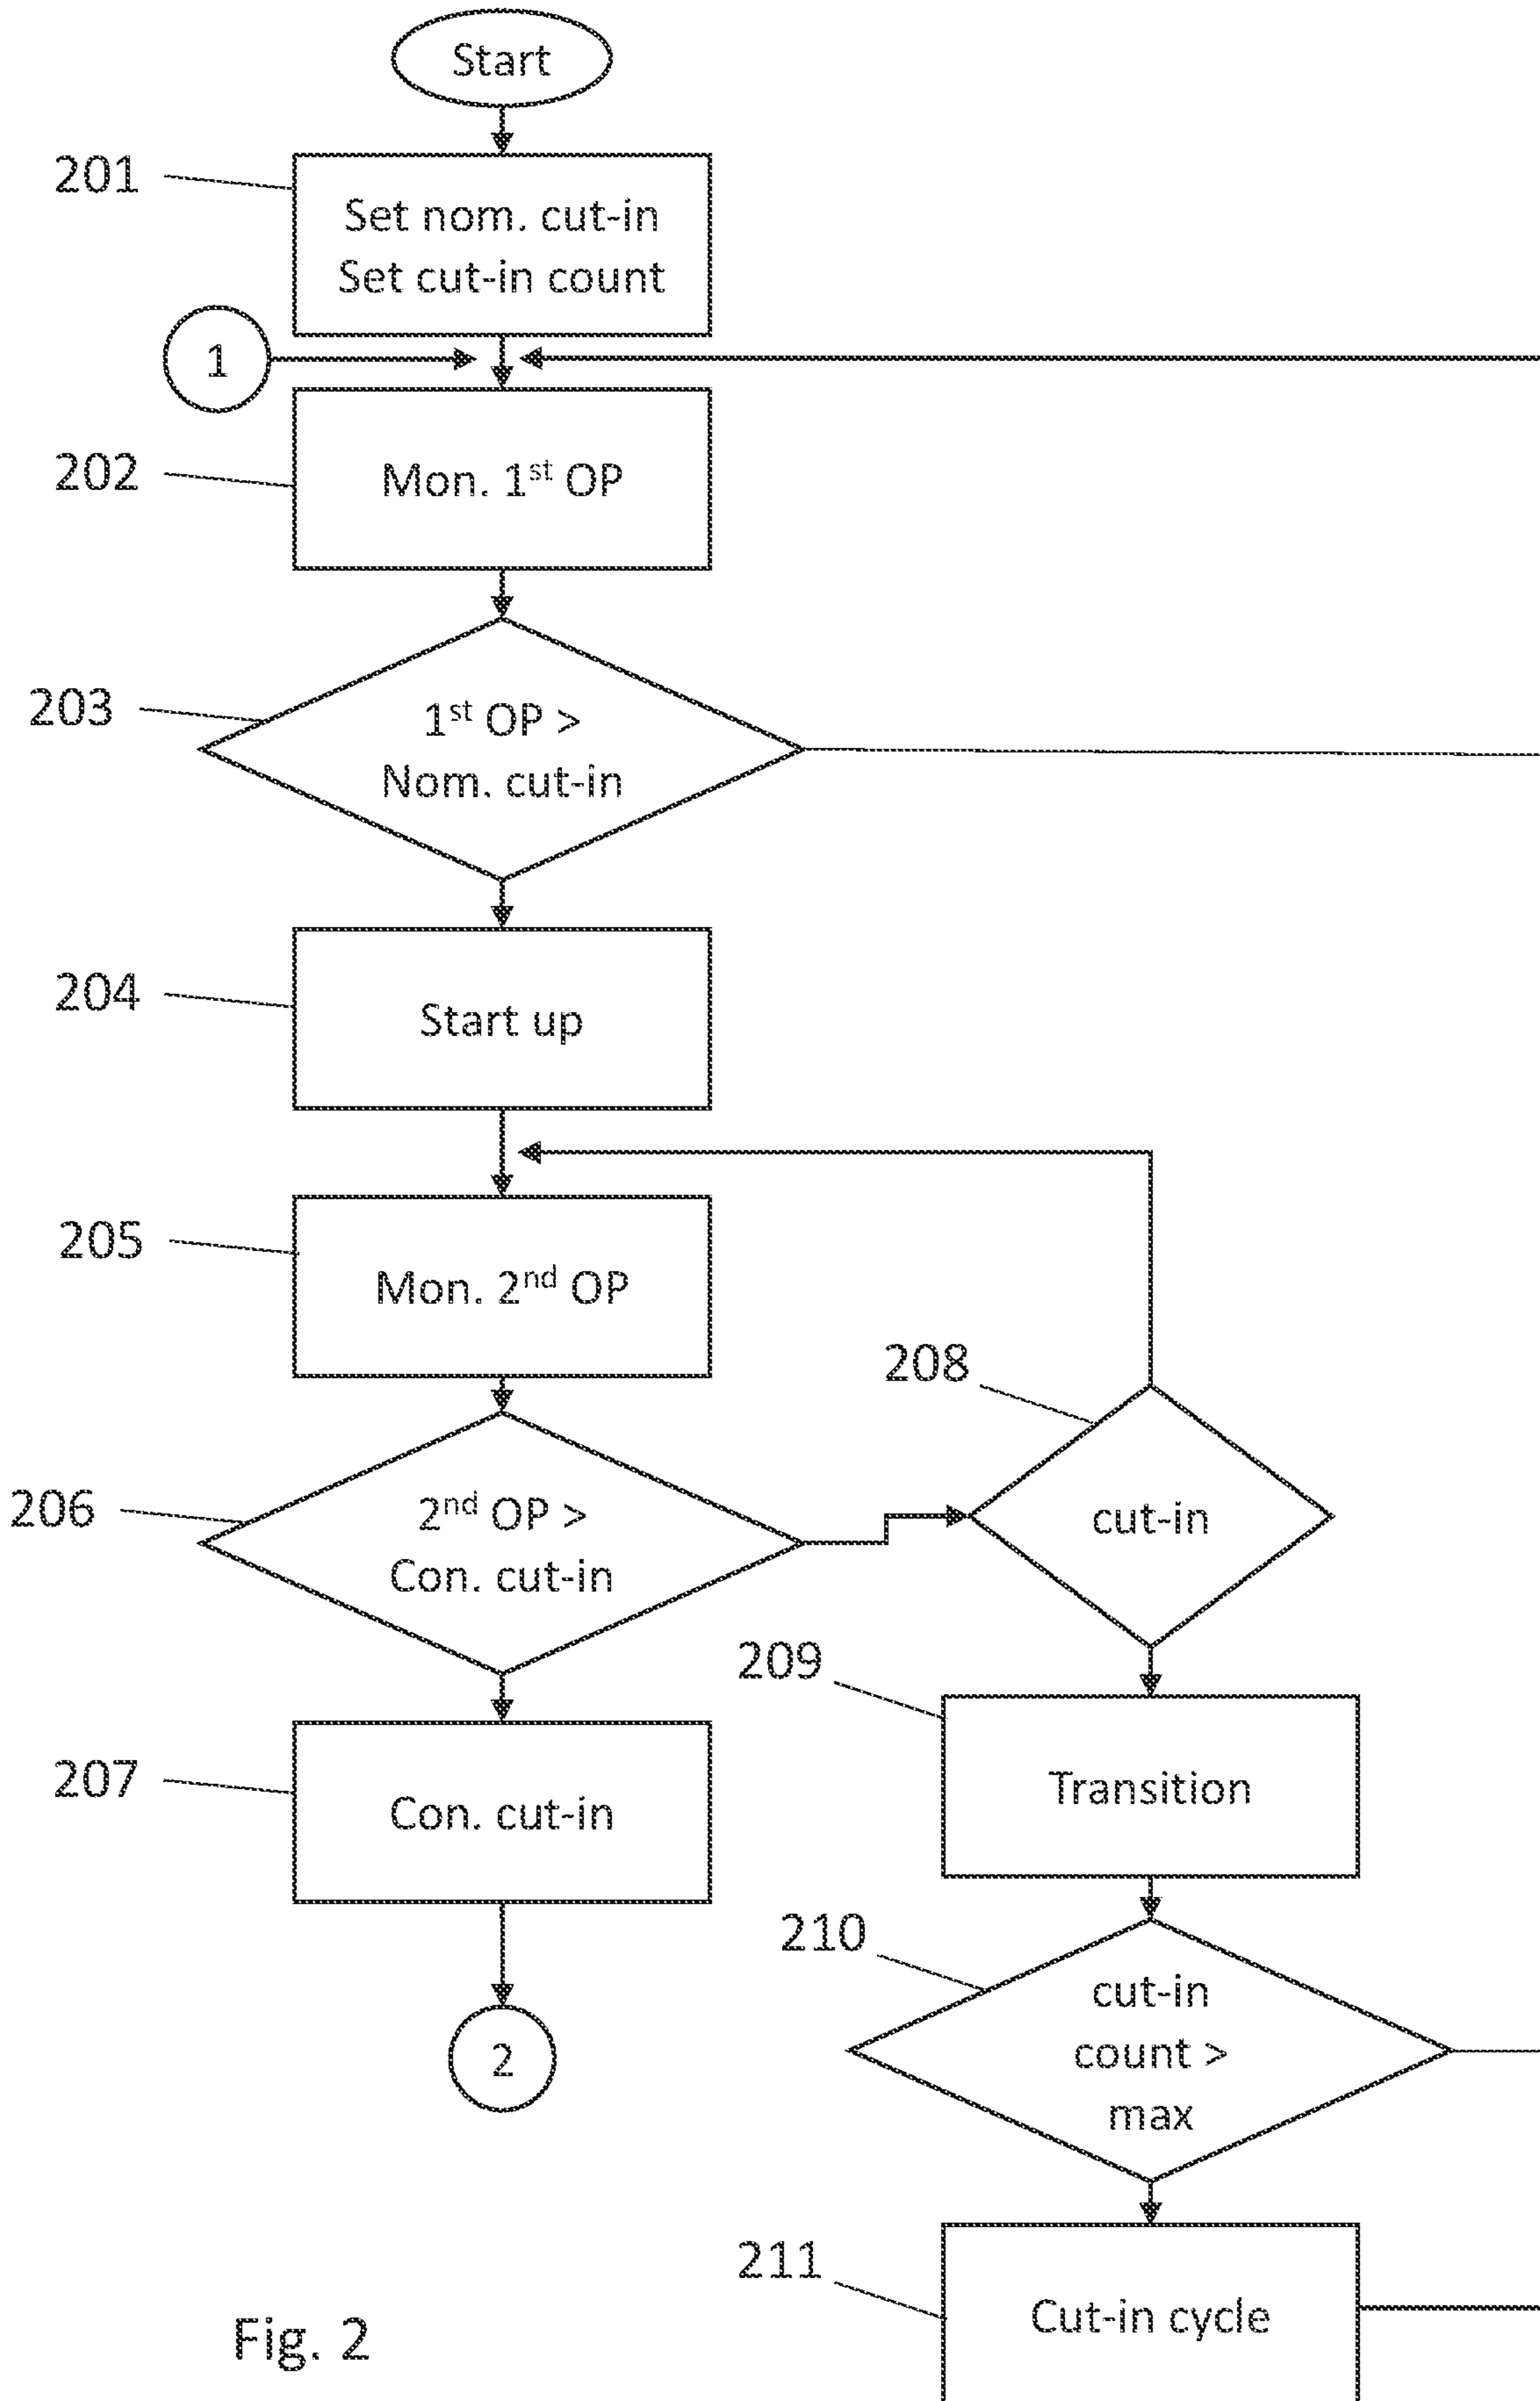 Start
201
Set nom. cut-in
Set cut-in count
1
202
Mon. 1st OP
203
1st OP >
Nom. cut-in
204
Start up
205
Mon. 2nd OP
206
2nd OP >
Con. cut-in
208
cut-in
207
Con. cut-in
209
Transition
2
210
cut-in
count >
max
211
Cut-in cycle
Fig. 2